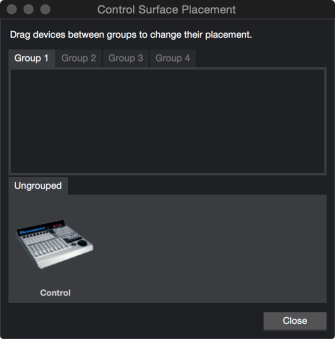 Control Surface Placement
Drag devices between groups to change their placement.
Group 1 Group 2 Group 3 Group 4
Ungrouped
Control
Close